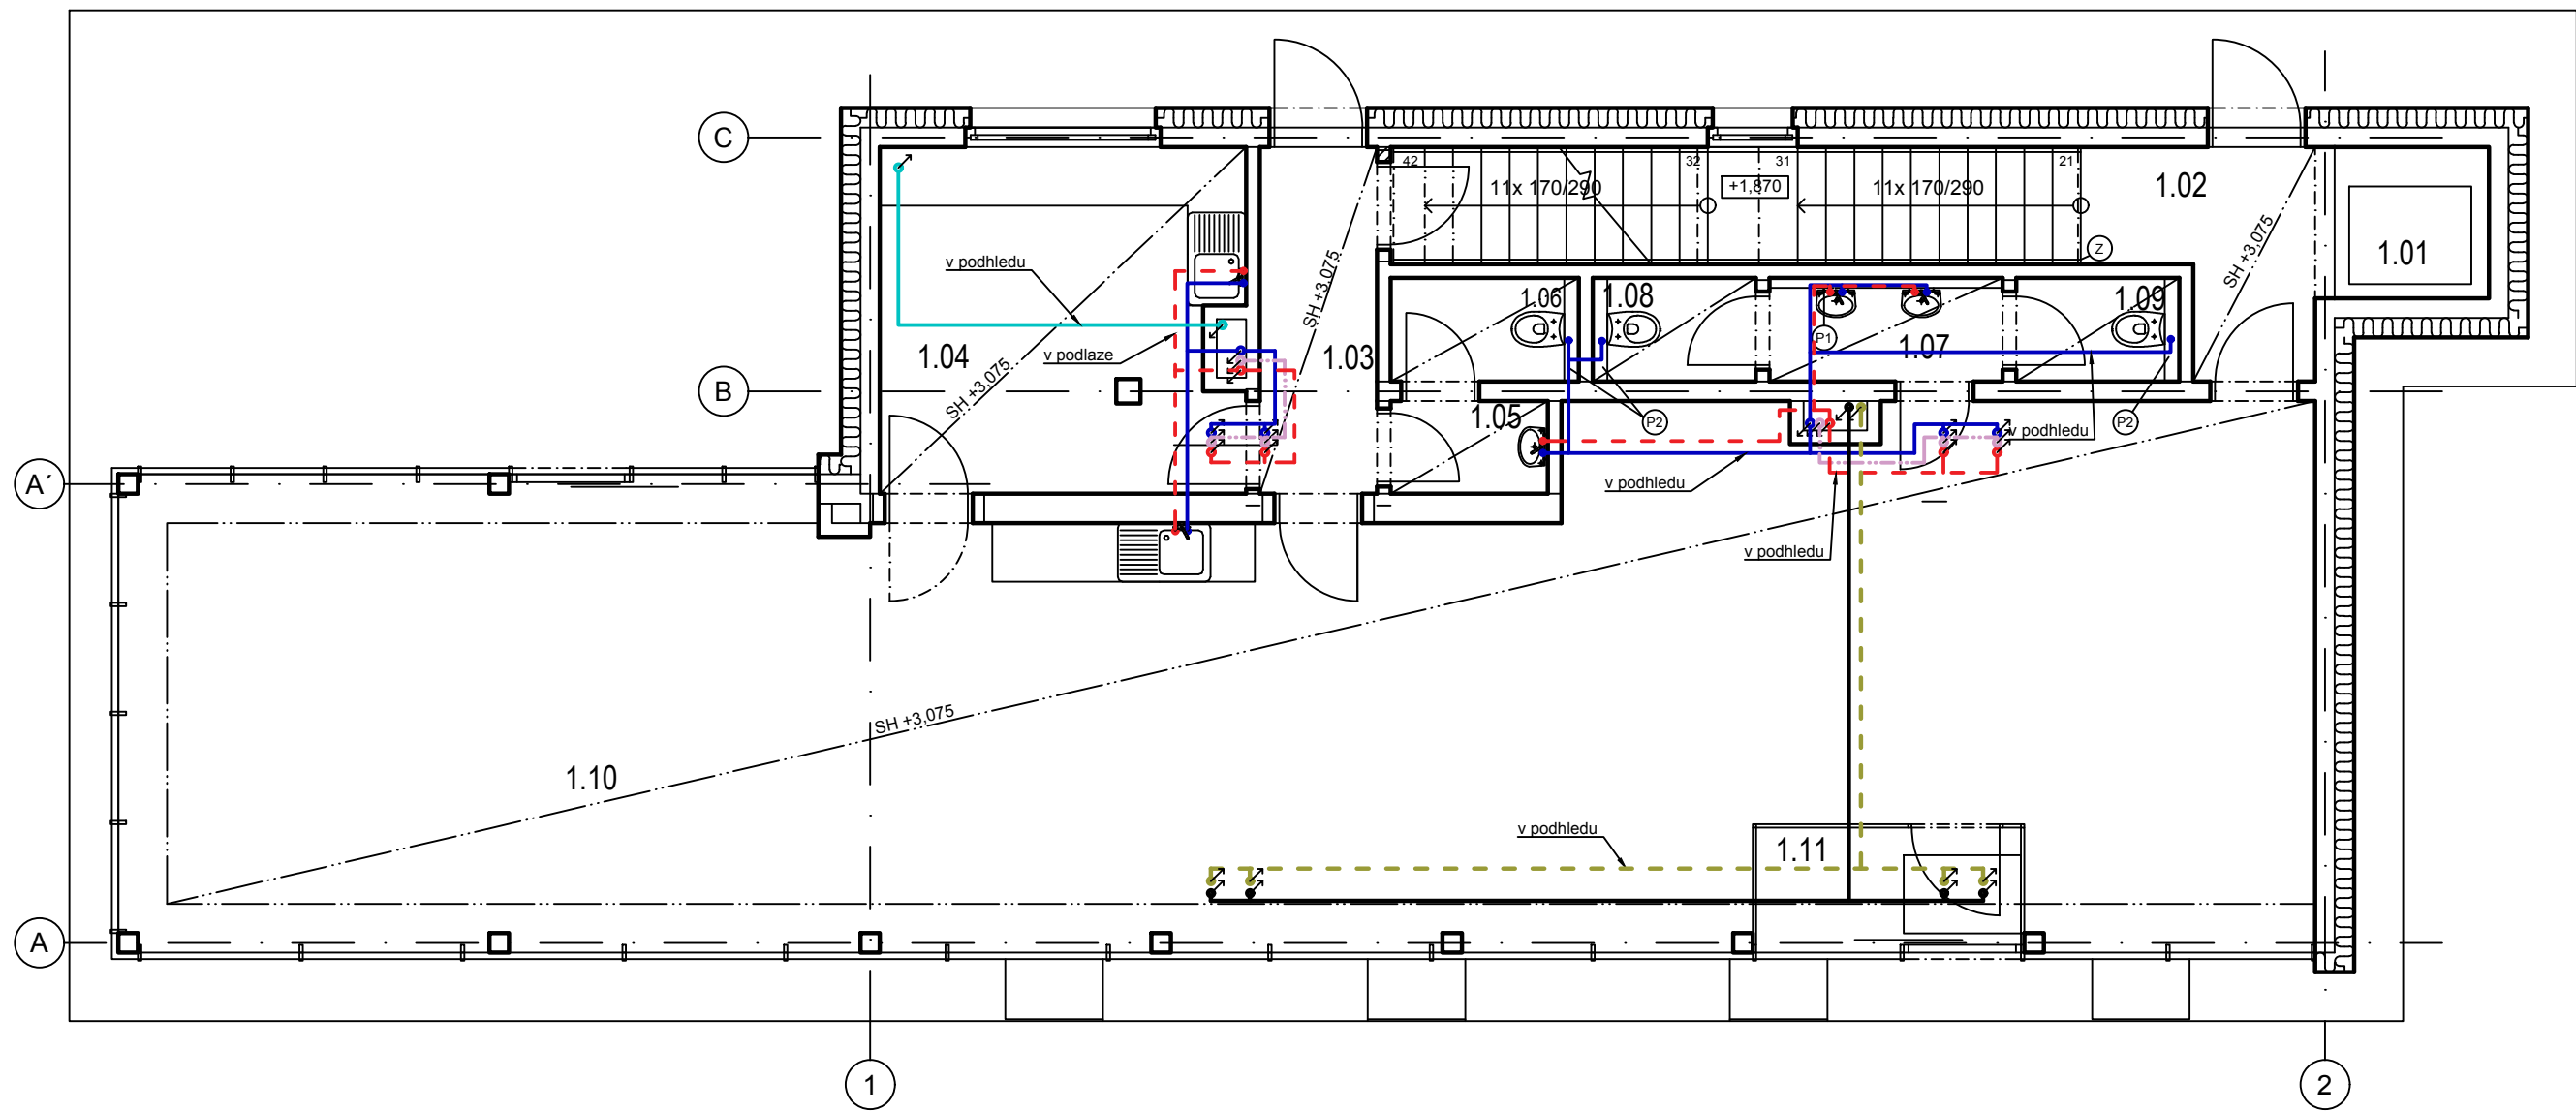 C
42
32
31
21
11x 170/290
+1,870
11x 170/290
1.02
SH +3,075
1.01
Z
v podhledu
SH +3,075
1.06
1.08
1.09
P1
1.04
v podlaze
1.03
1.07
B
SH +3,075
1.05
P2
P2
v podhledu
A´
v podhledu
v podhledu
SH +3,075
1.10
v podhledu
1.11
A
1
2